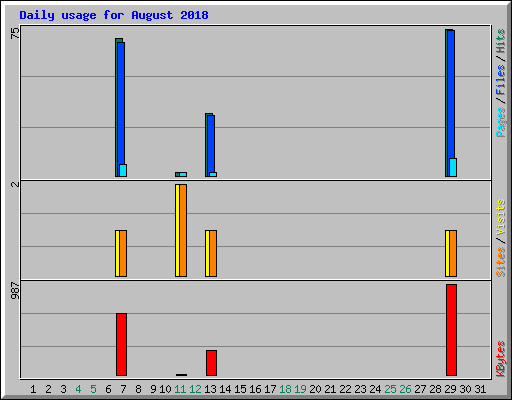 Daily usage for August 2018
75
2
987
Pages / Files / Hits
Sites / Visits
KBytes
1 2 3 4 5 6 7 8 9 10 11 12 13 14 15 16 17 18 19 20 21 22 23 24 25 26 27 28 29 30 31